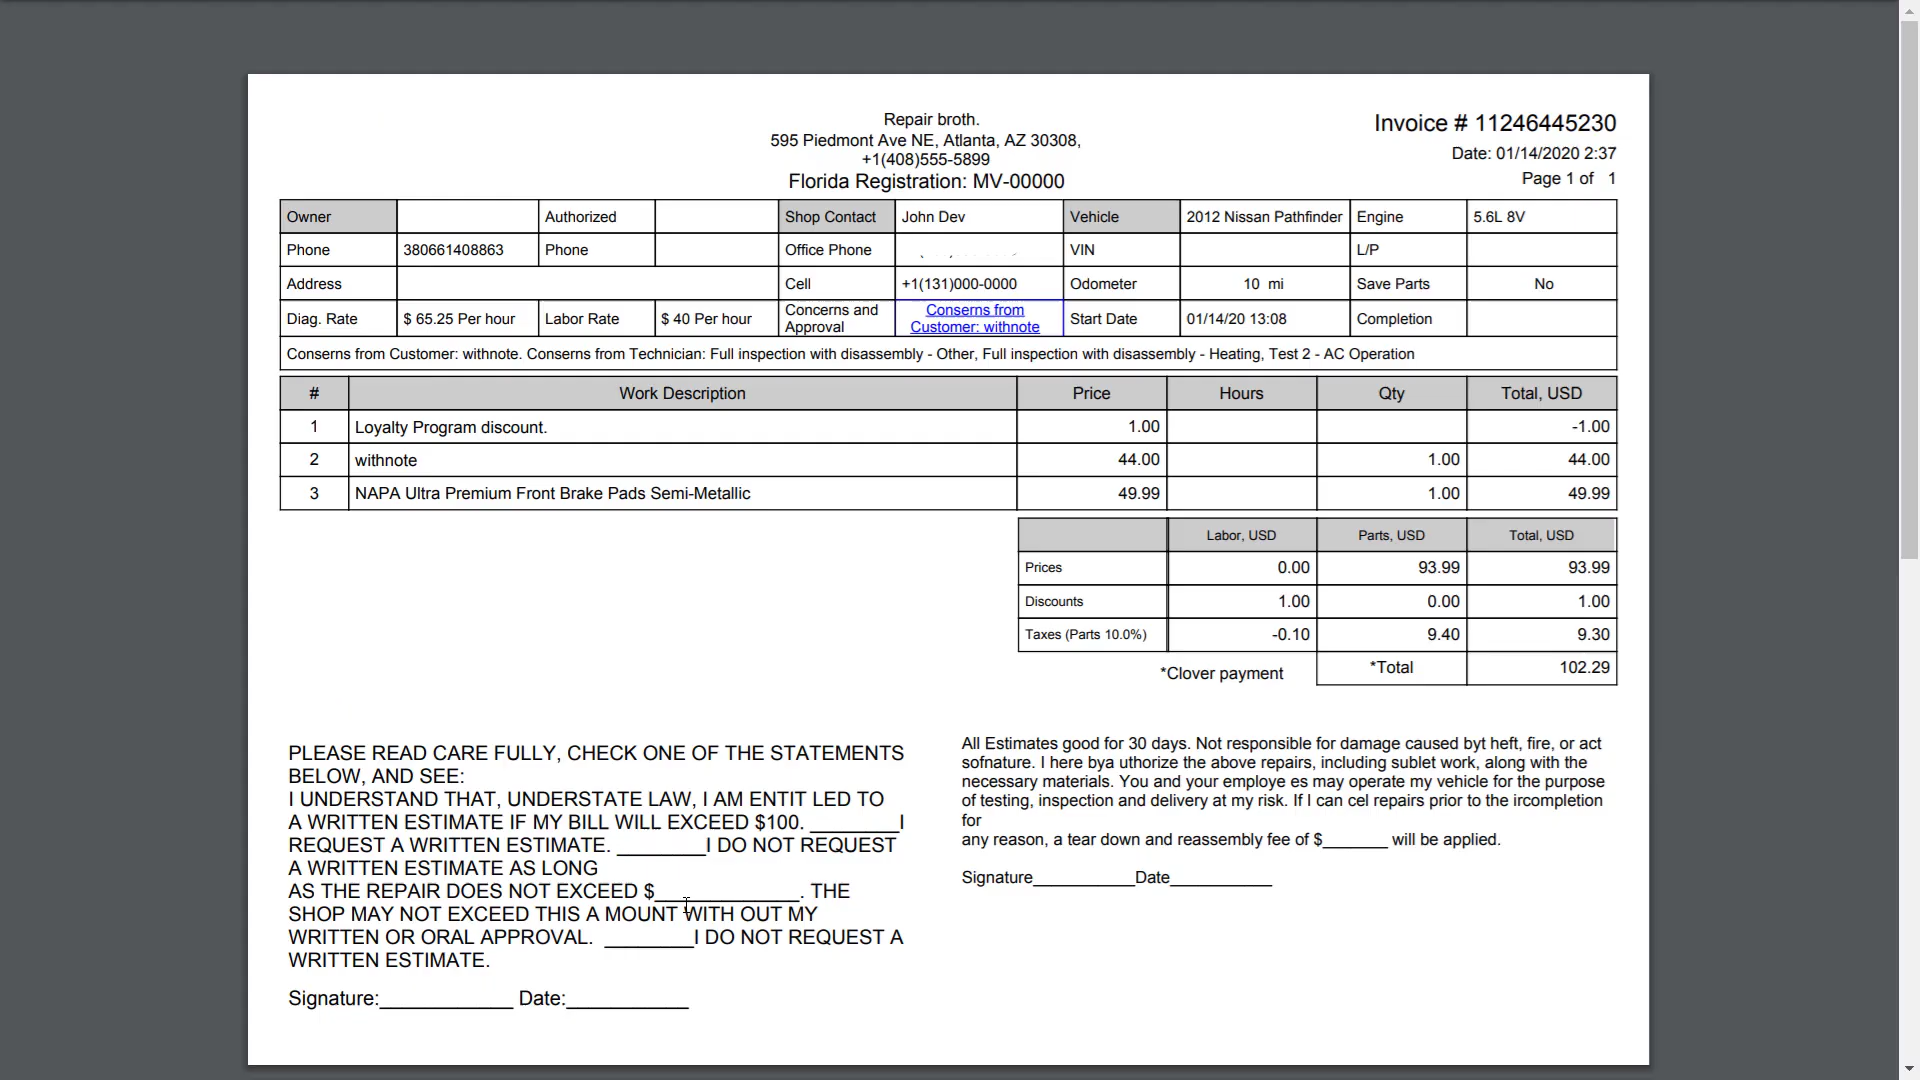 Repair broth.
595 Piedmont Ave NE, Atlanta, AZ 30308,
+1(408)555-5899
Florida Registration: MV-00000
Invoice # 11246445230
Date: 01/14/2020 2:37
Page 1 of 1
Owner Authorized Shop Contact John Dev Vehicle 2012 Nissan Pathfinder Engine 5.6L 8V
Phone 380661408863 Phone Office Phone VIN L/P
Address Cell +1(131)000-0000 Odometer 10 mi Save Parts No
Diag. Rate $ 65.25 Per hour Labor Rate $ 40 Per hour Concerns and Approval Conserns from Customer: withnote Start Date 01/14/20 13:08 Completion
Conserns from Customer: withnote. Conserns from Technician: Full inspection with disassembly - Other, Full inspection with disassembly - Heating, Test 2 - AC Operation
# Work Description Price Hours Qty Total, USD
1 Loyalty Program discount. 1.00 -1.00
2 withnote 44.00 1.00 44.00
3 NAPA Ultra Premium Front Brake Pads Semi-Metallic 49.99 1.00 49.99
Labor, USD Parts, USD Total, USD
Prices 0.00 93.99 93.99
Discounts 1.00 0.00 1.00
Taxes (Parts 10.0%) -0.10 9.40 9.30
*Clover payment *Total 102.29
PLEASE READ CARE FULLY, CHECK ONE OF THE STATEMENTS
BELOW, AND SEE:
I UNDERSTAND THAT, UNDERSTATE LAW, I AM ENTIT LED TO
A WRITTEN ESTIMATE IF MY BILL WILL EXCEED $100. ________I
REQUEST A WRITTEN ESTIMATE. ________I DO NOT REQUEST
A WRITTEN ESTIMATE AS LONG
AS THE REPAIR DOES NOT EXCEED $_____________. THE
SHOP MAY NOT EXCEED THIS A MOUNT WITH OUT MY
WRITTEN OR ORAL APPROVAL. ________I DO NOT REQUEST A
WRITTEN ESTIMATE.
Signature:____________ Date:___________
All Estimates good for 30 days. Not responsible for damage caused byt heft, fire, or act
sofnature. I here bya uthorize the above repairs, including sublet work, along with the
necessary materials. You and your employe es may operate my vehicle for the purpose
of testing, inspection and delivery at my risk. If I can cel repairs prior to the ircompletion
for
any reason, a tear down and reassembly fee of $_______ will be applied.
Signature___________Date___________